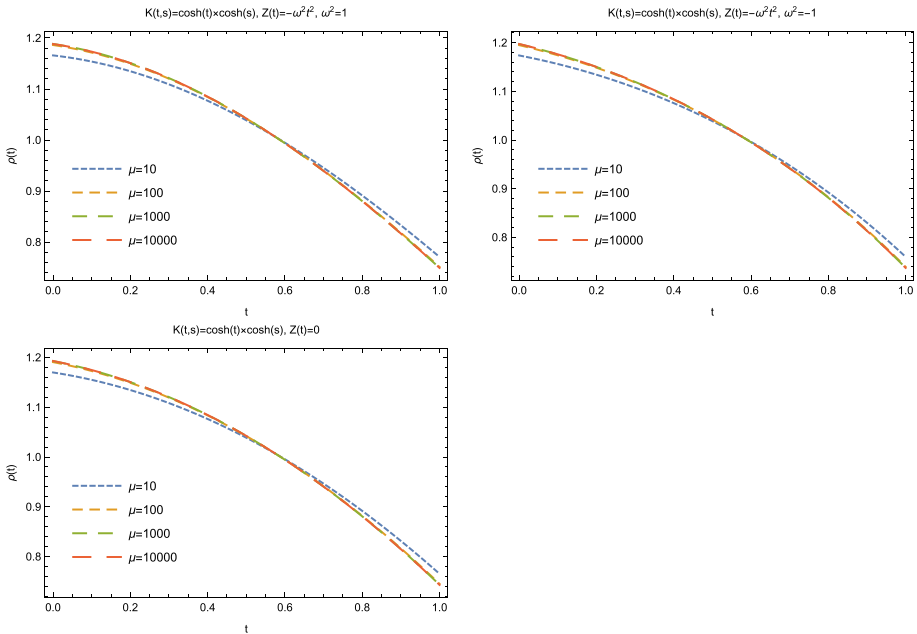 K(t,s)=cosh(t)×cosh(s), Z(t)=−ω²t², ω²=1
1.2
1.1
1.0
0.9
0.8
ρ(t)
μ=10
μ=100
μ=1000
μ=10000
0.0 0.2 0.4 0.6 0.8 1.0
t
K(t,s)=cosh(t)×cosh(s), Z(t)=−ω²t², ω²=−1
1.2
1.1
1.0
0.9
0.8
ρ(t)
μ=10
μ=100
μ=1000
μ=10000
0.0 0.2 0.4 0.6 0.8 1.0
t
K(t,s)=cosh(t)×cosh(s), Z(t)=0
1.2
1.1
1.0
0.9
0.8
ρ(t)
μ=10
μ=100
μ=1000
μ=10000
0.0 0.2 0.4 0.6 0.8 1.0
t